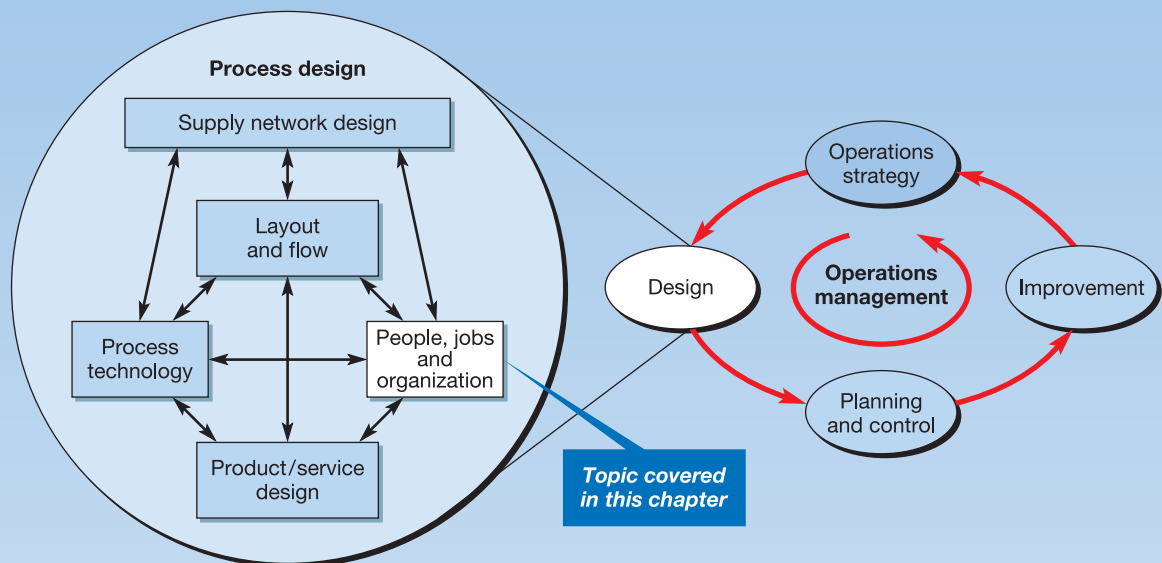 Process design
Supply network design
Layout
and flow
Process
technology
People, jobs
and
organization
Product/service
design
Topic covered
in this chapter
Operations
strategy
Design
Operations
management
Improvement
Planning
and control